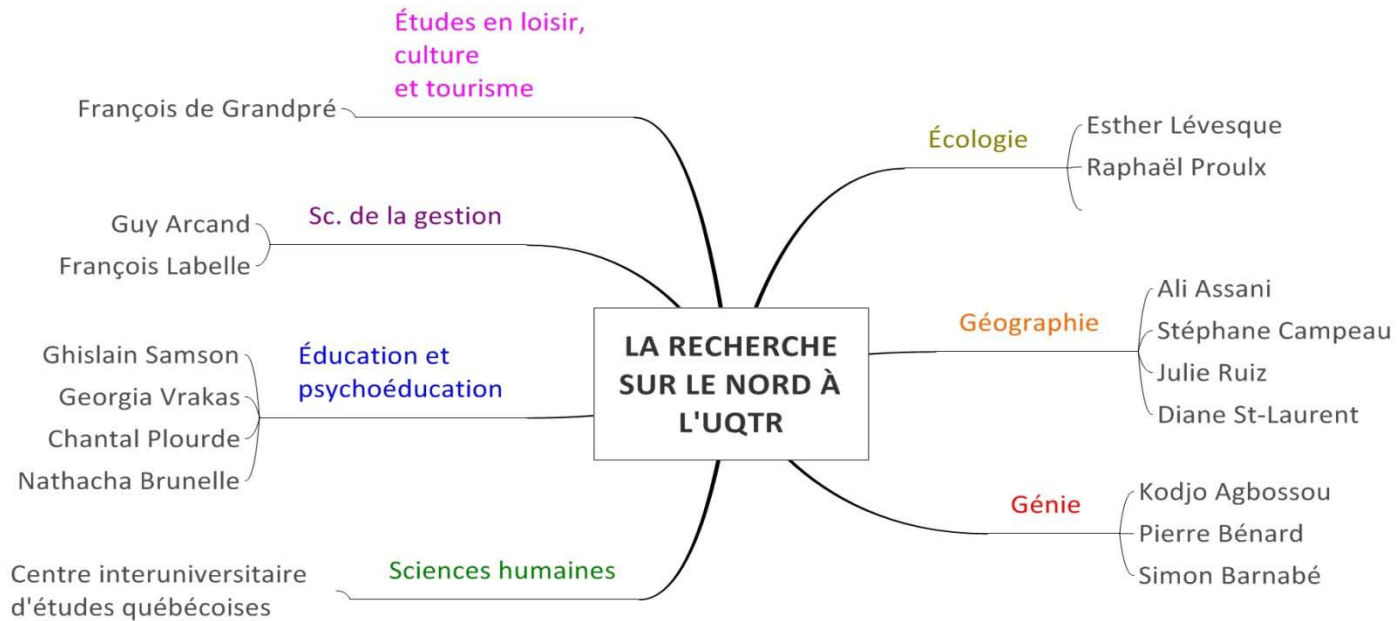 LA RECHERCHE
SUR LE NORD À
L'UQTR
Études en loisir,
culture
et tourisme
François de Grandpré
Sc. de la gestion
Guy Arcand
François Labelle
Éducation et
psychoéducation
Ghislain Samson
Georgia Vrakas
Chantal Plourde
Nathacha Brunelle
Sciences humaines
Centre interuniversitaire
d'études québécoises
Écologie
Esther Lévesque
Raphaël Proulx
Géographie
Ali Assani
Stéphane Campeau
Julie Ruiz
Diane St-Laurent
Génie
Kodjo Agbossou
Pierre Bénard
Simon Barnabé